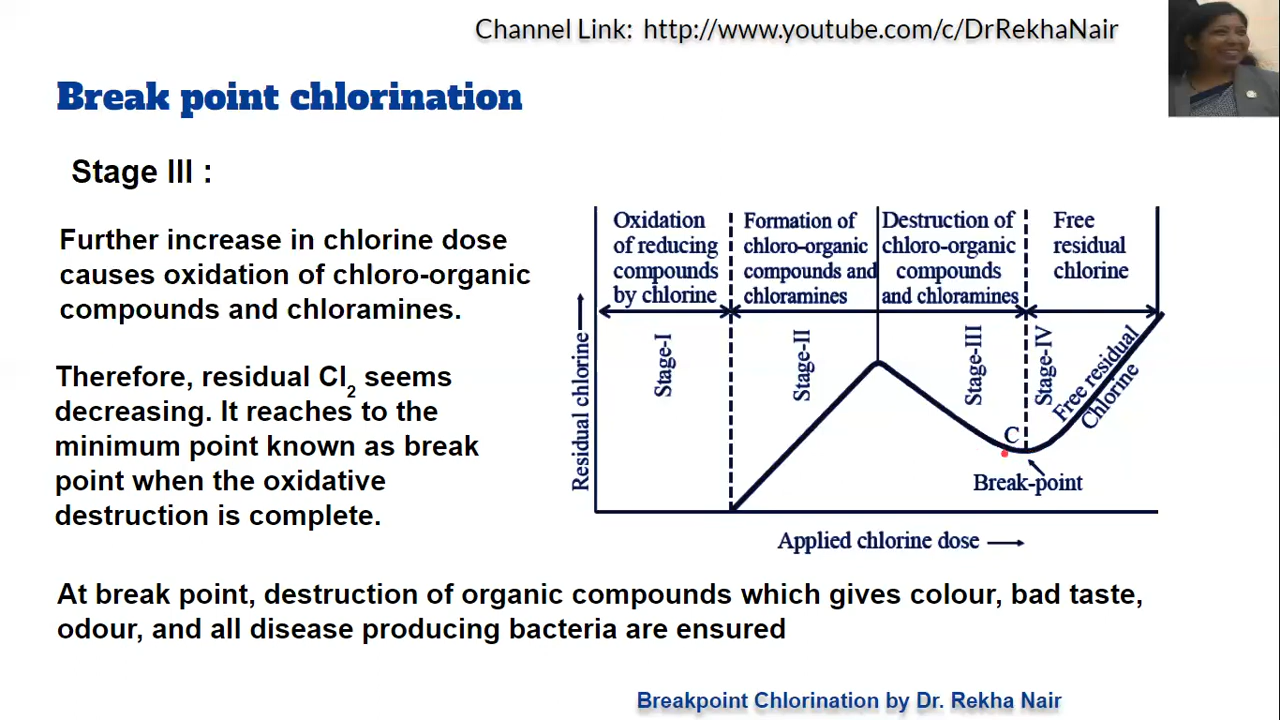 Channel Link: http://www.youtube.com/c/DrRekhaNair
Break point chlorination
Stage III :
Further increase in chlorine dose
causes oxidation of chloro-organic
compounds and chloramines.
Therefore, residual Cl2 seems
decreasing. It reaches to the
minimum point known as break
point when the oxidative
destruction is complete.
Oxidation
of reducing
compounds
by chlorine
Formation of
chloro-organic
compounds and
chloramines
Destruction of
chloro-organic
compounds
and chloramines
Free
residual
chlorine
Residual chlorine
Stage-I
Stage-II
Stage-III
Stage-IV
Free residual
Chlorine
C
Break-point
Applied chlorine dose
At break point, destruction of organic compounds which gives colour, bad taste,
odour, and all disease producing bacteria are ensured
Breakpoint Chlorination by Dr. Rekha Nair